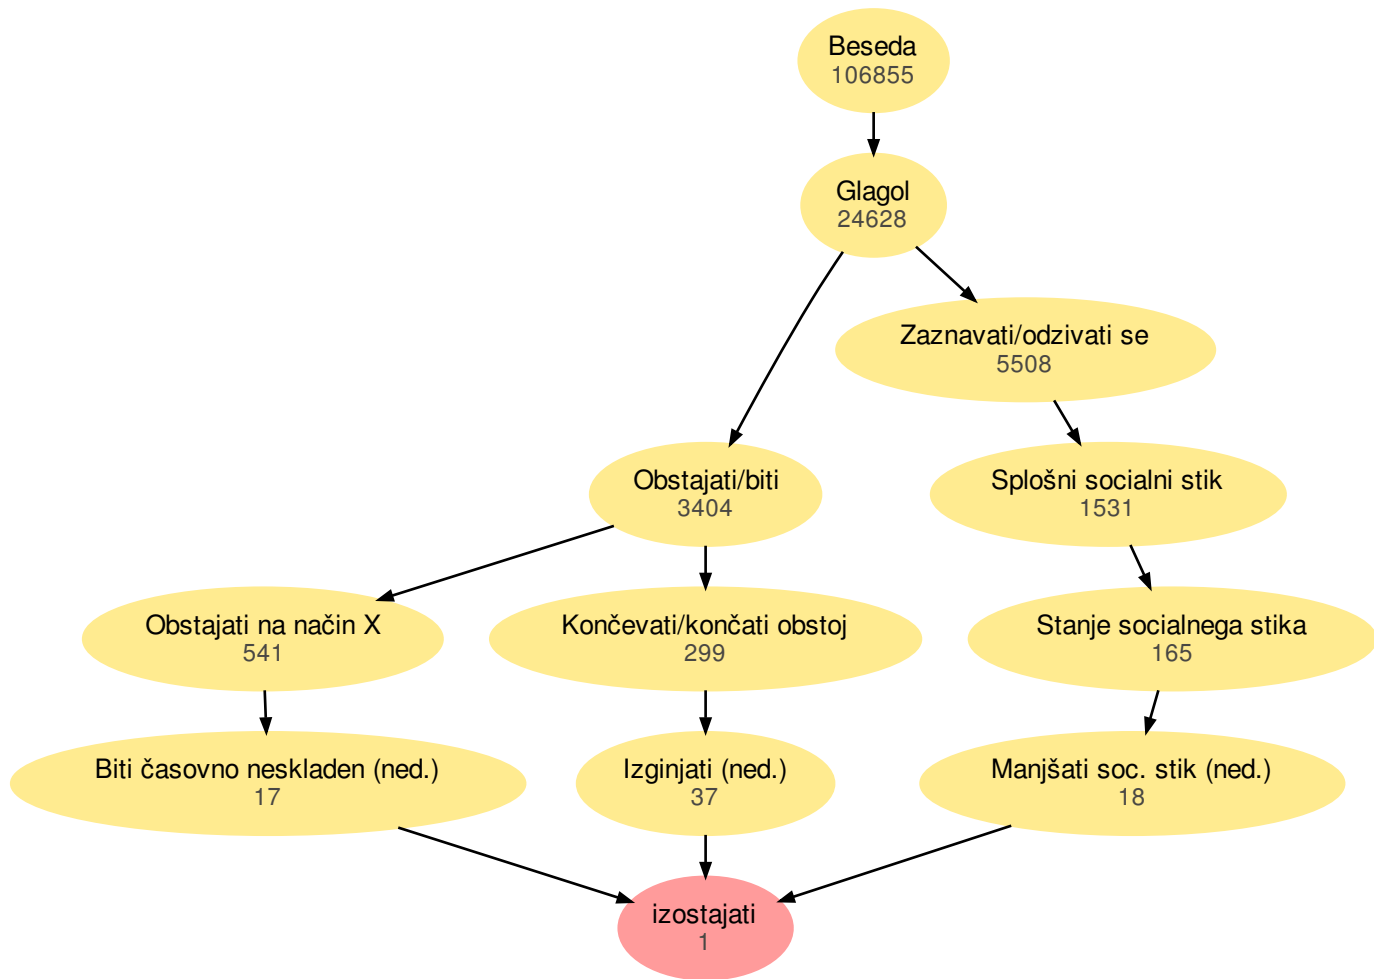 Beseda
106855
Glagol
24628
Zaznavati/odzivati se
5508
Obstajati/biti
3404
Splošni socialni stik
1531
Obstajati na način X
541
Končevati/končati obstoj
299
Stanje socialnega stika
165
Biti časovno neskladen (ned.)
17
Izginjati (ned.)
37
Manjšati soc. stik (ned.)
18
izostajati
1